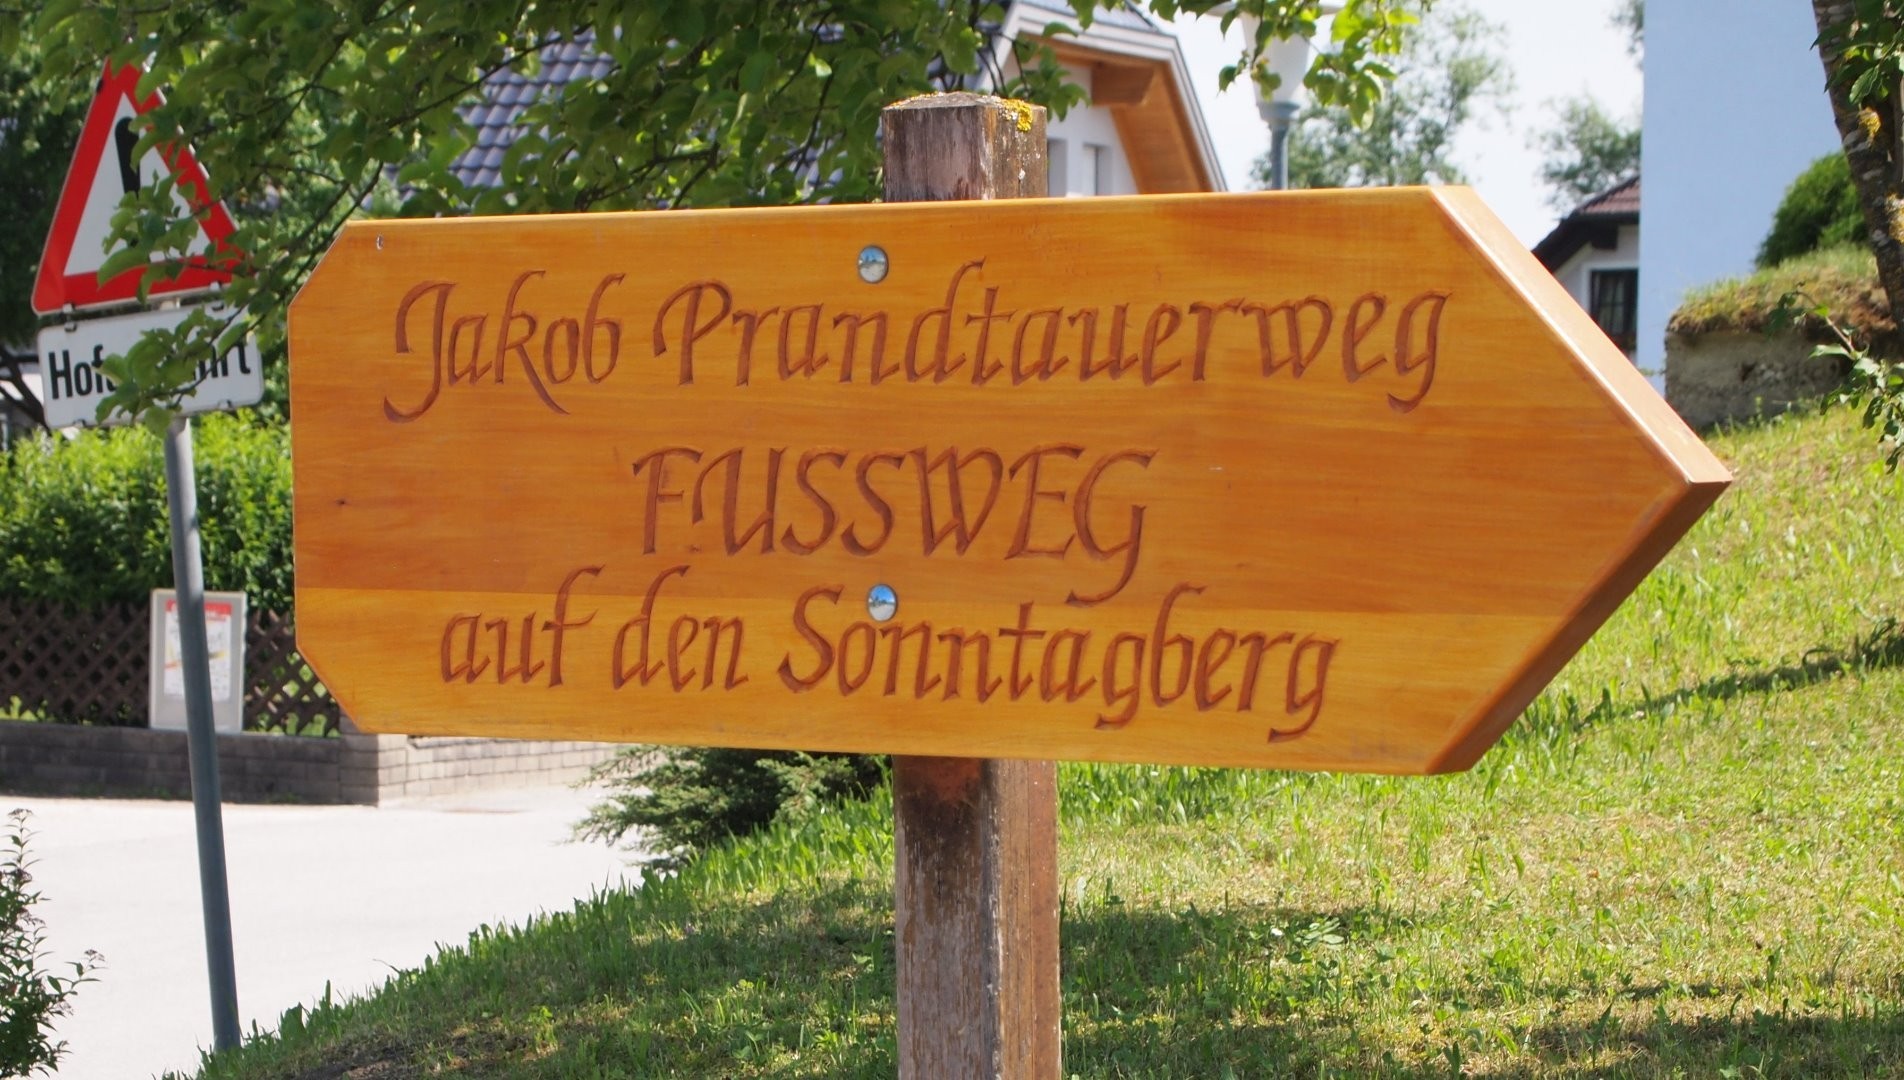 Jakob Prandtauerweg
FUSSWEG
auf den Sonntagberg